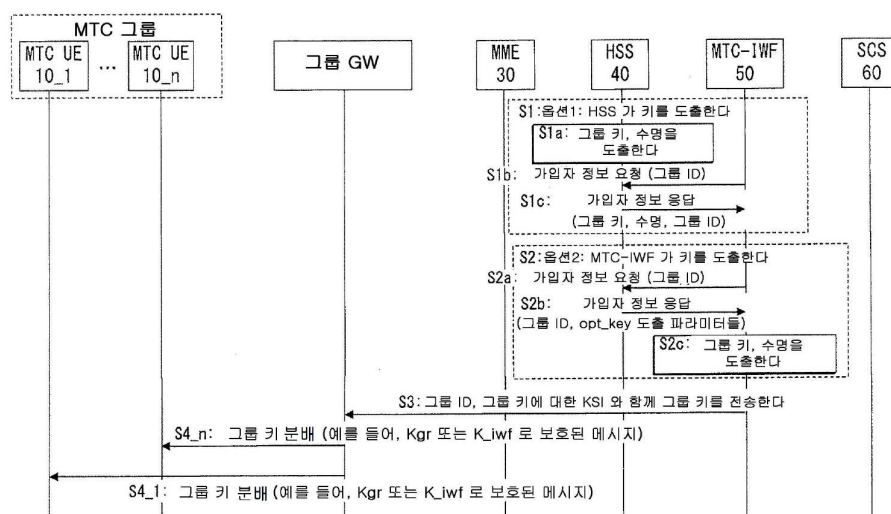 MTC 그룹
MTC UE
10_1
...
MTC UE
10_n
그룹 GW
MME
30
HSS
40
MTC-IWF
50
SCS
60
S1:옵션1: HSS 가 키를 도출한다
S1a: 그룹 키, 수명을
도출한다
S1b: 가입자 정보 요청 (그룹 ID)
S1c: 가입자 정보 응답
(그룹 키, 수명, 그룹 ID)
S2:옵션2: MTC-IWF 가 키를 도출한다
S2a: 가입자 정보 요청 (그룹 ID)
S2b: 가입자 정보 응답
(그룹 ID, opt_key 도출 파라미터들)
S2c: 그룹 키, 수명을
도출한다
S3: 그룹 ID, 그룹 키에 대한 KSI 와 함께 그룹 키를 전송한다
S4_n: 그룹 키 분배 (예를 들어, Kgr 또는 K_iwf 로 보호된 메시지)
S4_1: 그룹 키 분배 (예를 들어, Kgr 또는 K_iwf 로 보호된 메시지)